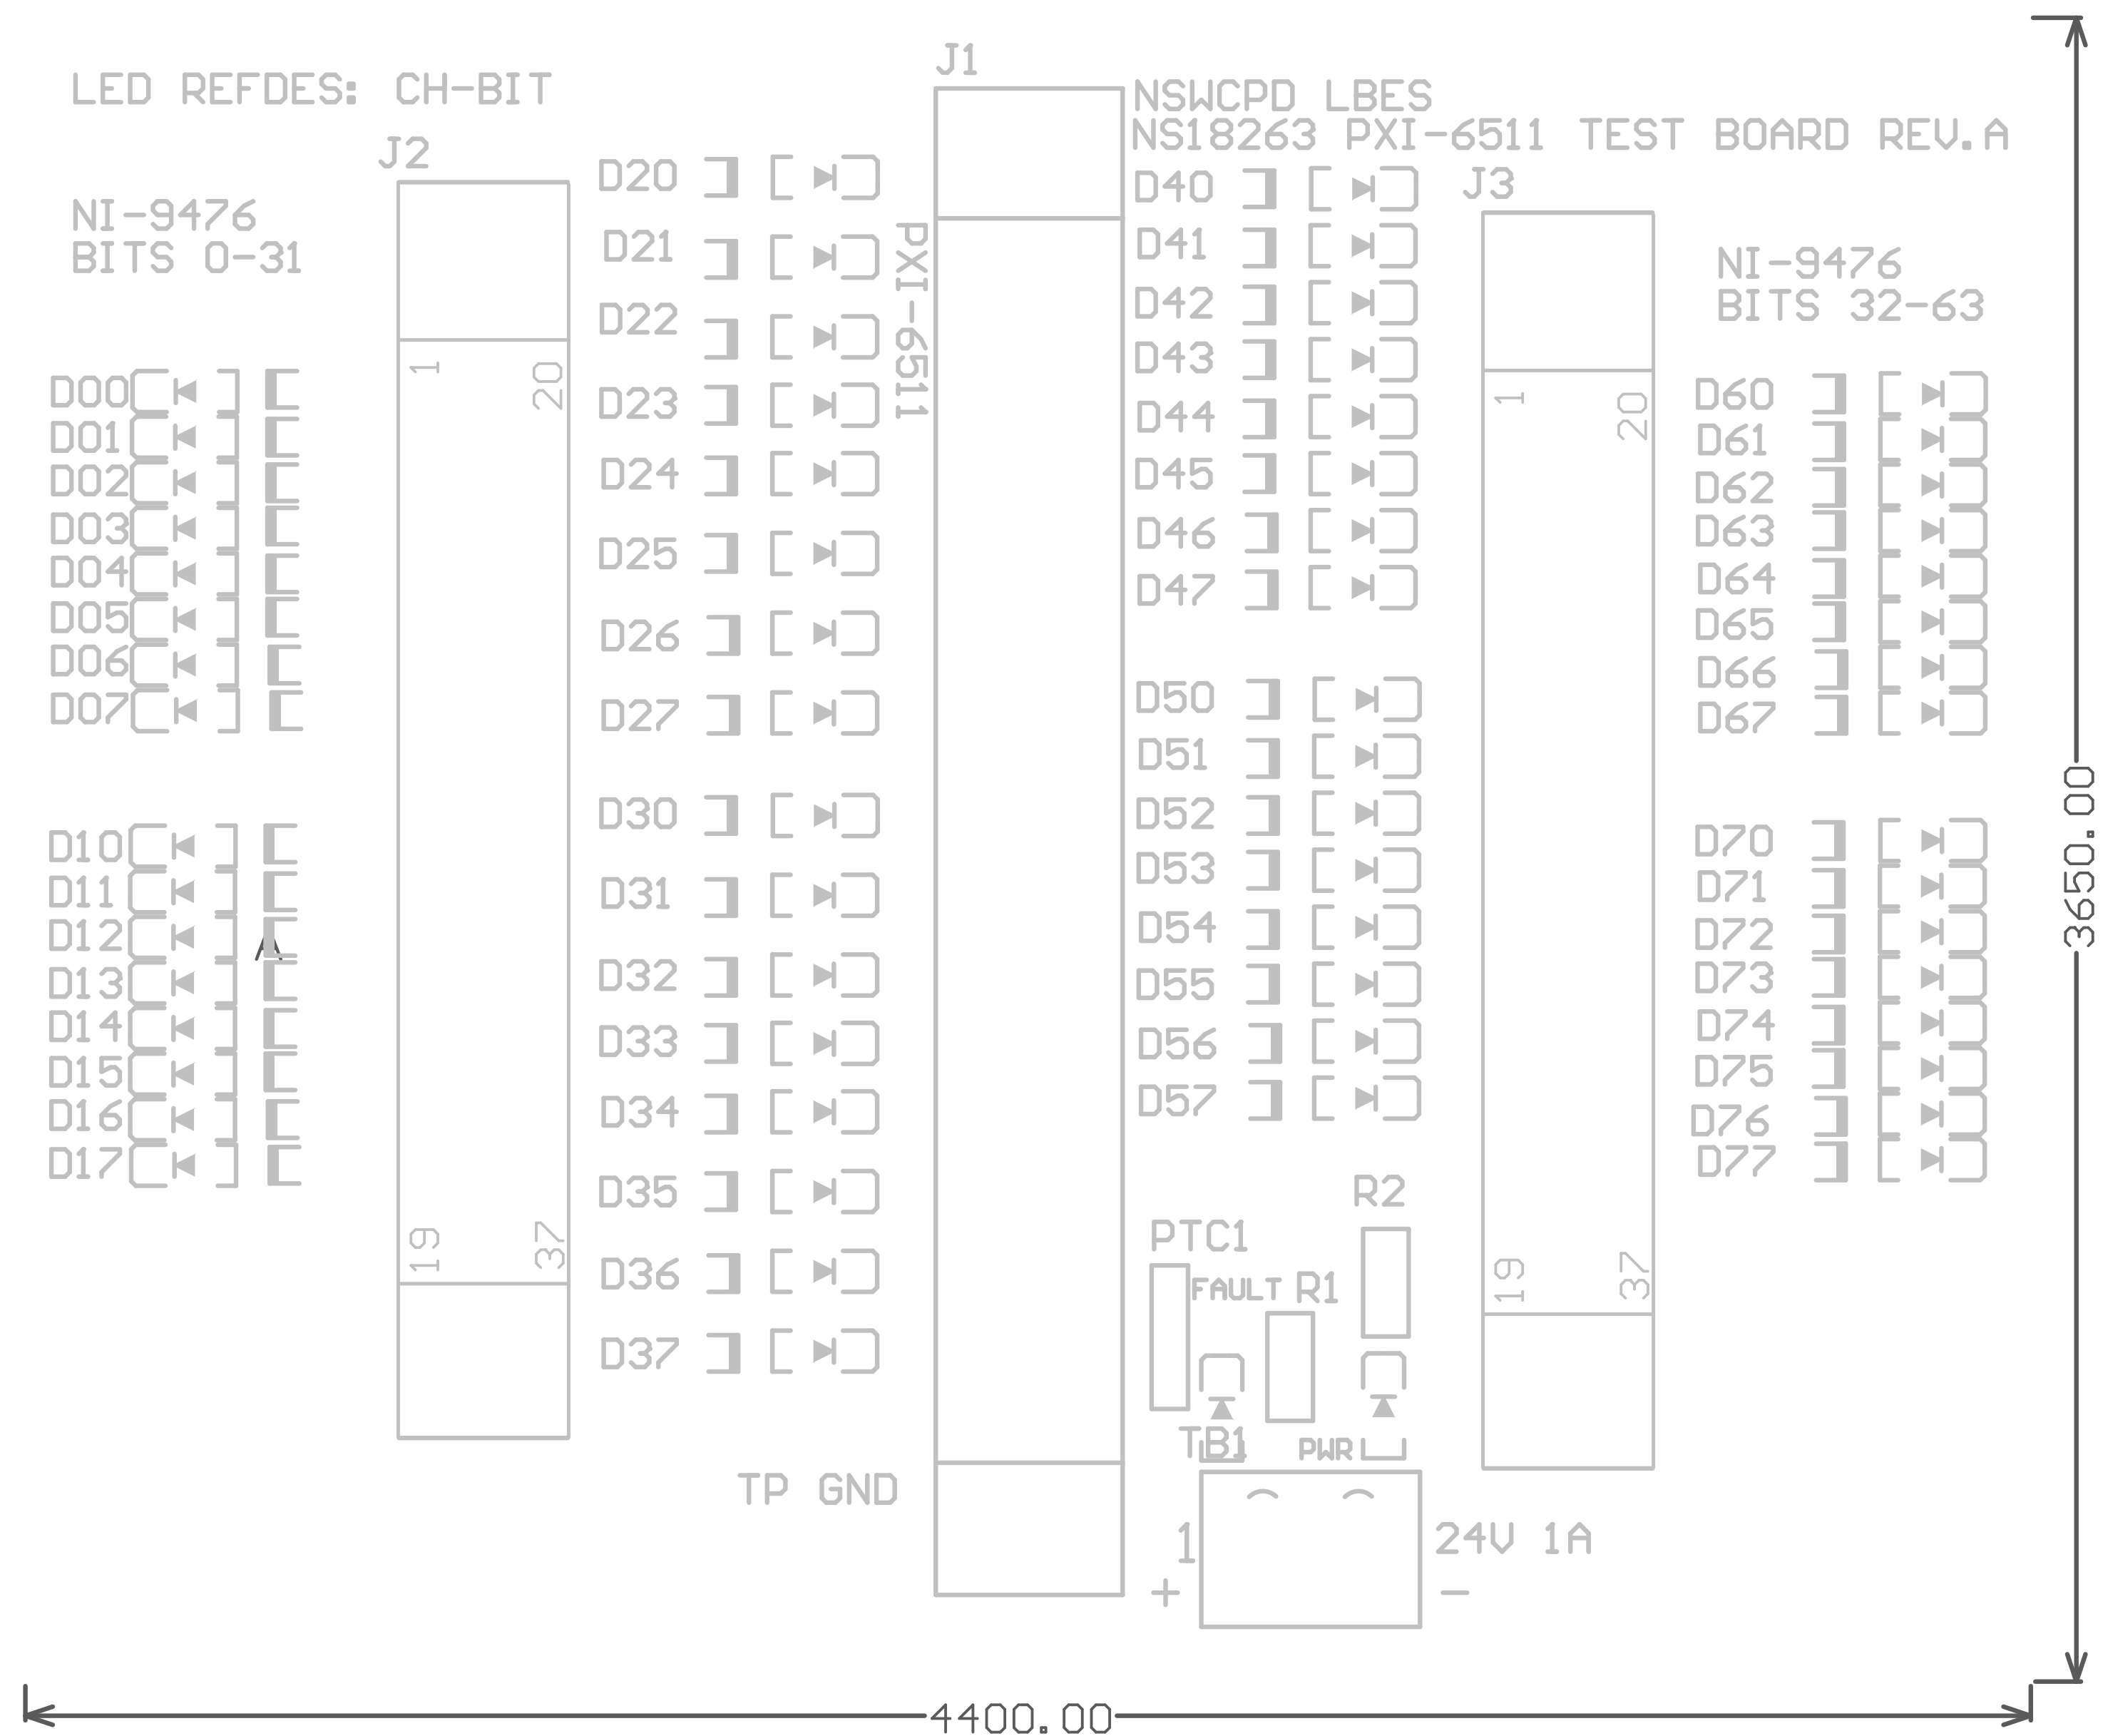 J1
LED REFDES: CH-BIT
NSWCPD LBES
NS18263 PXI-6511 TEST BOARD REV.A
J2
J3
NI-9476
BITS 0-31
NI-9476
BITS 32-63
PXI-6511
1
20
1
20
D00
D01
D02
D03
D04
D05
D06
D07
D10
D11
D12
D13
D14
D15
D16
D17
19
37
D20
D21
D22
D23
D24
D25
D26
D27
D30
D31
D32
D33
D34
D35
D36
D37
TP GND
D40
D41
D42
D43
D44
D45
D46
D47
D50
D51
D52
D53
D54
D55
D56
D57
R2
PTC1
FAULT
R1
TB1
PWR
1
+
24V 1A
-
19
37
D60
D61
D62
D63
D64
D65
D66
D67
D70
D71
D72
D73
D74
D75
D76
D77
3650.00
4400.00